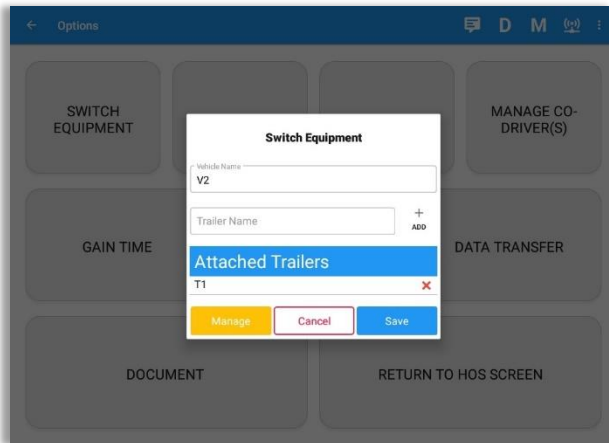 Options
D M
SWITCH
EQUIPMENT
MANAGE CO-
DRIVER(S)
Switch Equipment
Vehicle Name
V2
Trailer Name
+
ADD
GAIN TIME
DATA TRANSFER
Attached Trailers
T1
Manage
Cancel
Save
DOCUMENT
RETURN TO HOS SCREEN